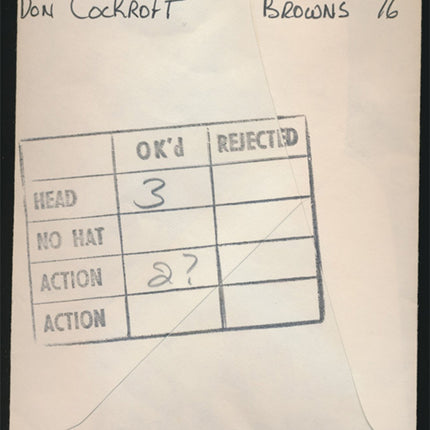 DON COCKROFT BROWNS 16
OK'd REJECTED
HEAD 3
NO HAT
ACTION 2?
ACTION